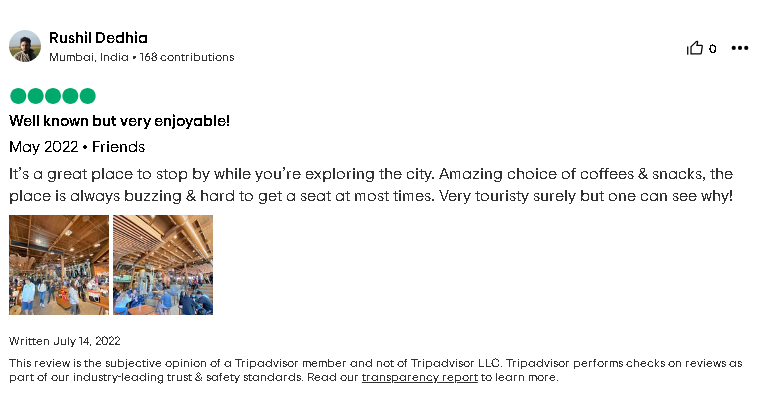 Rushil Dedhia
Mumbai, India • 168 contributions
0
Well known but very enjoyable!
May 2022 • Friends
It's a great place to stop by while you're exploring the city. Amazing choice of coffees & snacks, the
place is always buzzing & hard to get a seat at most times. Very touristy surely but one can see why!
Written July 14, 2022
This review is the subjective opinion of a Tripadvisor member and not of Tripadvisor LLC. Tripadvisor performs checks on reviews as
part of our industry-leading trust & safety standards. Read our transparency report to learn more.